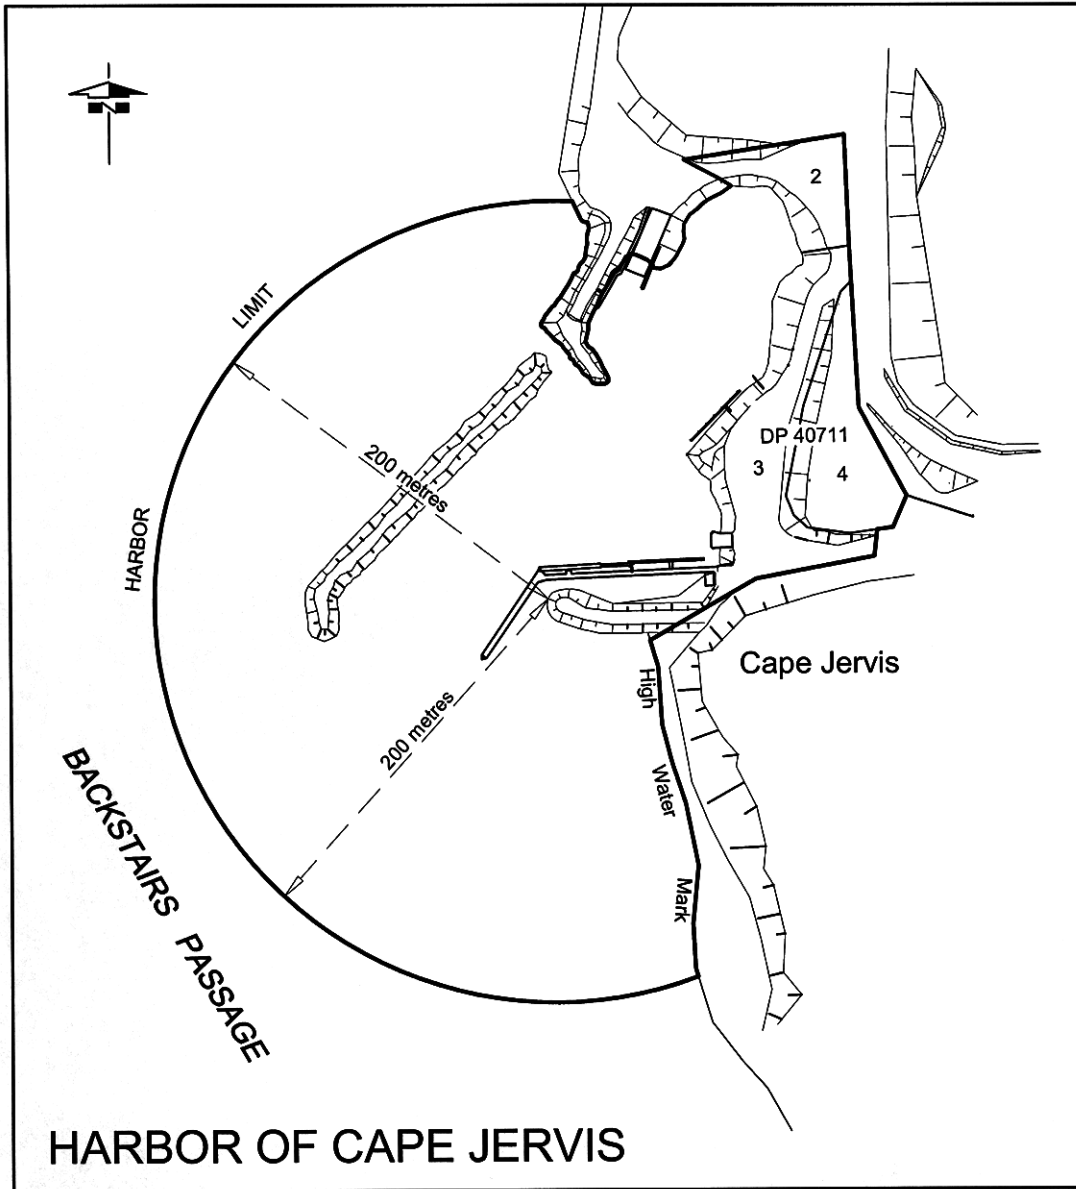 N
2
LIMIT
HARBOR
200 metres
DP 40711
3
4
200 metres
Cape Jervis
High
Water
Mark
BACKSTAIRS PASSAGE
HARBOR OF CAPE JERVIS